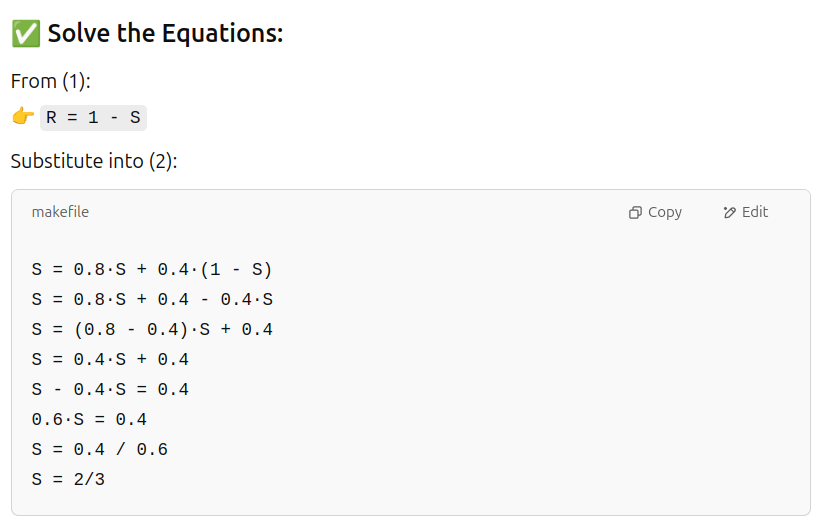 ✅ Solve the Equations:
From (1):
👉 R = 1 - S
Substitute into (2):
makefile
Copy
Edit
S = 0.8·S + 0.4·(1 - S)
S = 0.8·S + 0.4 - 0.4·S
S = (0.8 - 0.4)·S + 0.4
S = 0.4·S + 0.4
S - 0.4·S = 0.4
0.6·S = 0.4
S = 0.4 / 0.6
S = 2/3